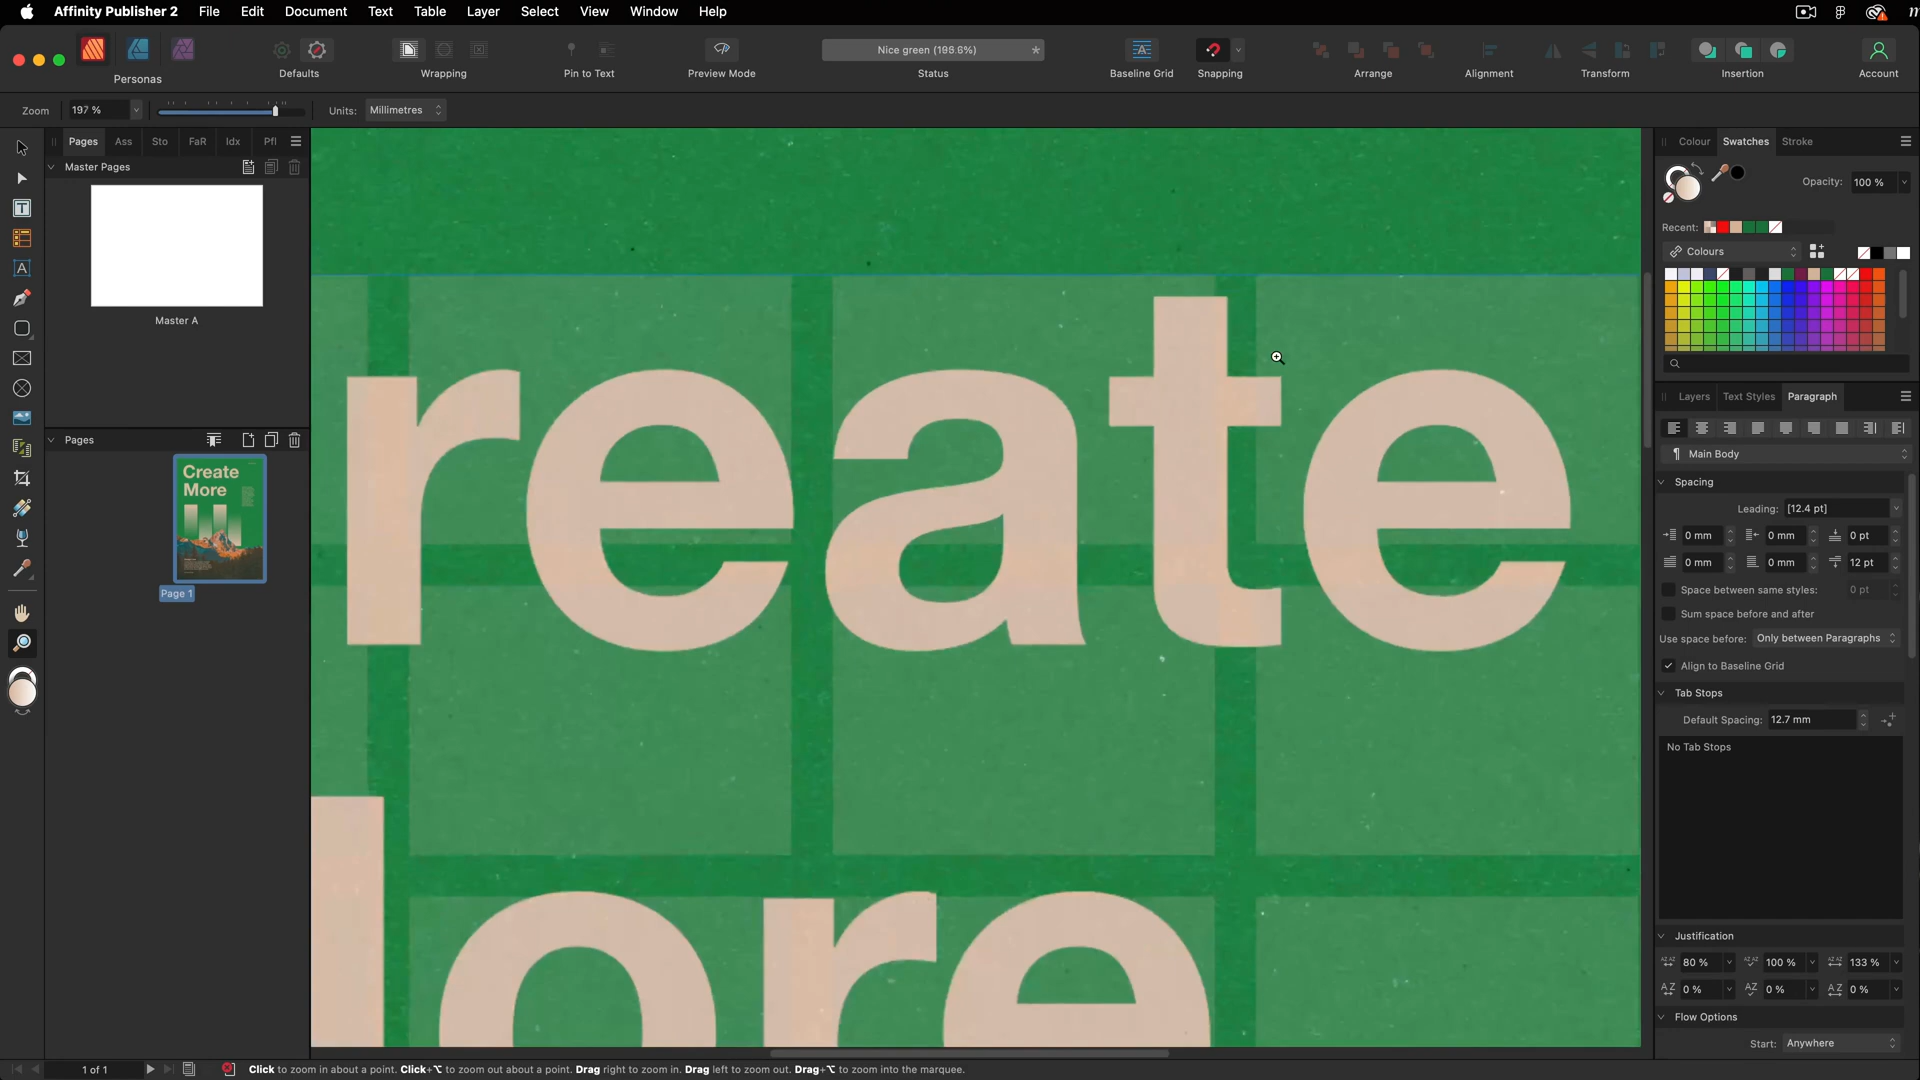 Affinity Publisher 2 File Edit Document Text Table Layer Select Studio View Window Help
Personas
Defaults
Wrapping
Pin to Text
Preview Mode
Nice green (196.6%) *
Status
Baseline Grid
Snapping
Arrange
Alignment
Transform
Insertion
Account
Zoom 197 % Units: Millimetres
Pages Ass Sto FaR Idx Pfl
Master Pages
Master A
Pages
Create
More
Page 1
reate
lore
Colour Swatches Stroke
Opacity: 100 %
Recent:
Colours
Layers Text Styles Paragraph
Main Body
Spacing
Leading: [12.4 pt]
0 mm 0 mm 0 pt
0 mm 0 mm 12 pt
Space between same styles: 0 pt
Sum space before and after
Use space before: Only between Paragraphs
Align to Baseline Grid
Tab Stops
Default Spacing: 12.7 mm
No Tab Stops
Justification
80 % 100 % 133 %
0 % 0 % 0 %
Flow Options
Start: Anywhere
1 of 1 Click to zoom in about a point. Click+⌥ to zoom out about a point. Drag right to zoom in. Drag left to zoom out. Drag+⌥ to zoom into the marquee.